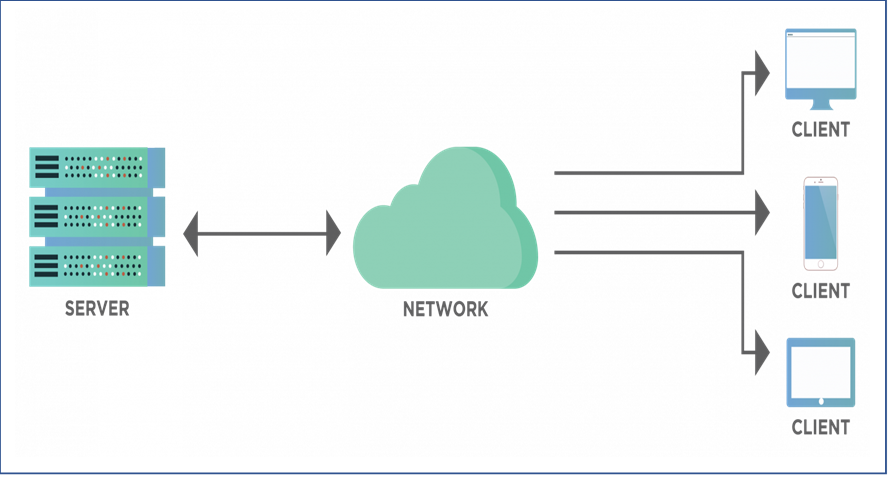 CLIENT
CLIENT
SERVER
NETWORK
CLIENT